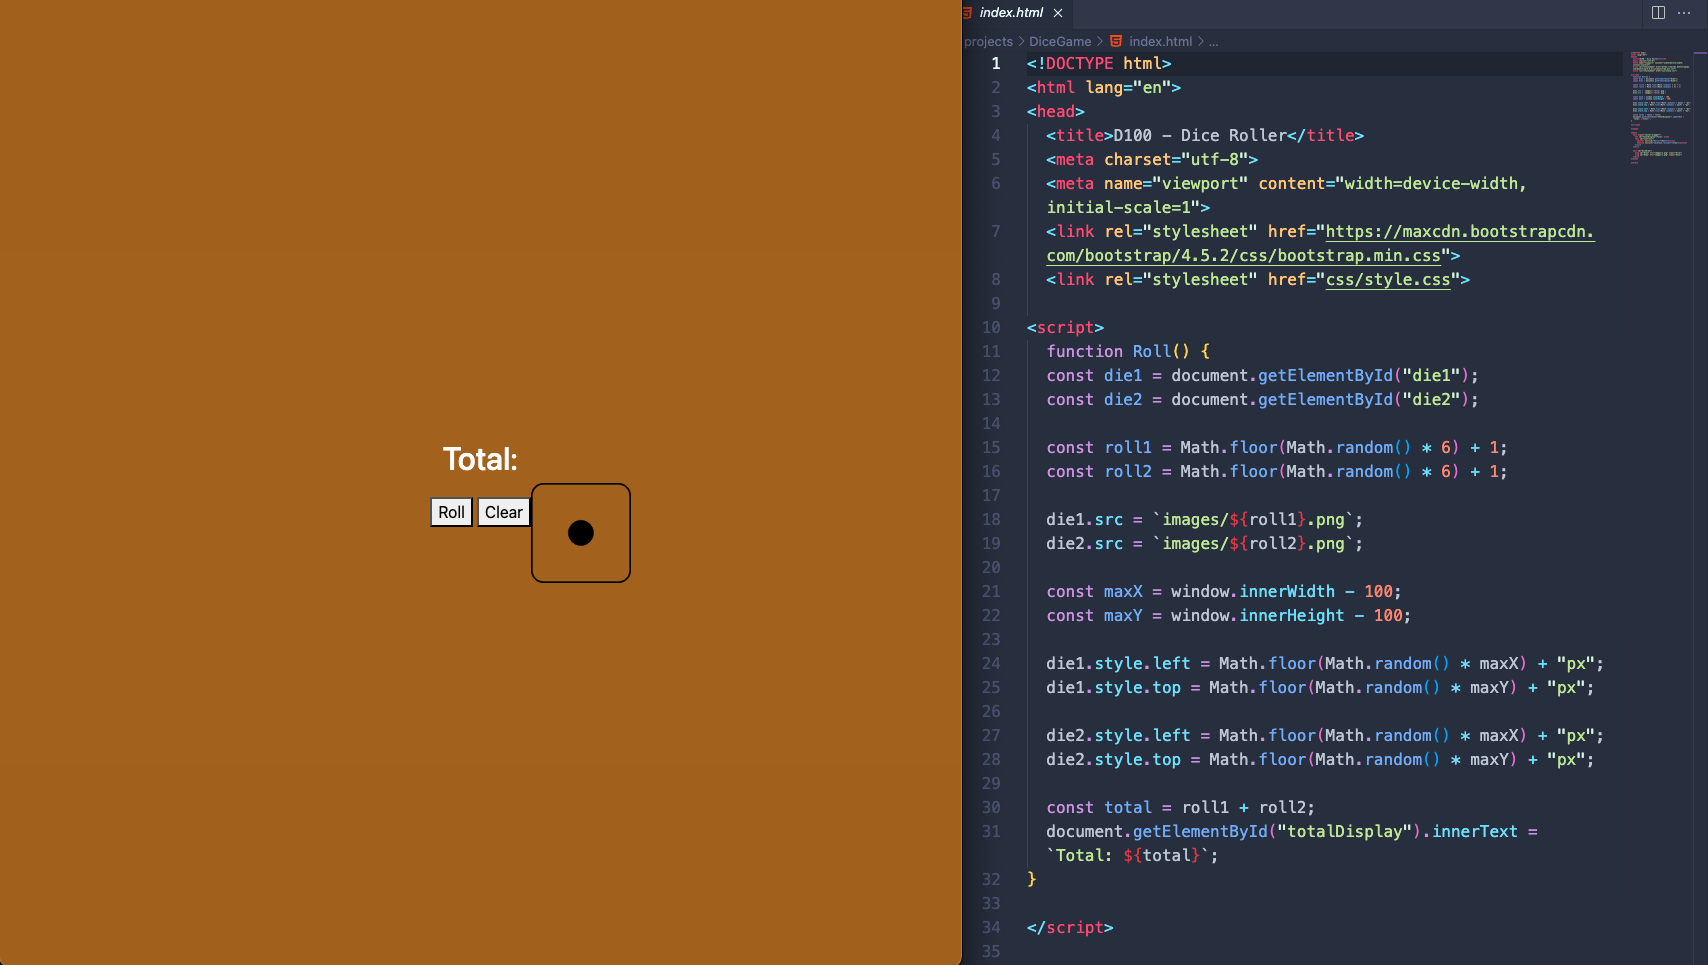 Total:
Roll Clear
index.html
projects > DiceGame > index.html > ...
1 <!DOCTYPE html>
2 <html lang="en">
3 <head>
4 <title>D100 - Dice Roller</title>
5 <meta charset="utf-8">
6 <meta name="viewport" content="width=device-width,
initial-scale=1">
7 <link rel="stylesheet" href="https://maxcdn.bootstrapcdn.
com/bootstrap/4.5.2/css/bootstrap.min.css">
8 <link rel="stylesheet" href="css/style.css">
9
10 <script>
11 function Roll() {
12 const die1 = document.getElementById("die1");
13 const die2 = document.getElementById("die2");
14
15 const roll1 = Math.floor(Math.random() * 6) + 1;
16 const roll2 = Math.floor(Math.random() * 6) + 1;
17
18 die1.src = `images/${roll1}.png`;
19 die2.src = `images/${roll2}.png`;
20
21 const maxX = window.innerWidth - 100;
22 const maxY = window.innerHeight - 100;
23
24 die1.style.left = Math.floor(Math.random() * maxX) + "px";
25 die1.style.top = Math.floor(Math.random() * maxY) + "px";
26
27 die2.style.left = Math.floor(Math.random() * maxX) + "px";
28 die2.style.top = Math.floor(Math.random() * maxY) + "px";
29
30 const total = roll1 + roll2;
31 document.getElementById("totalDisplay").innerText =
`Total: ${total}`;
32 }
33
34 </script>
35